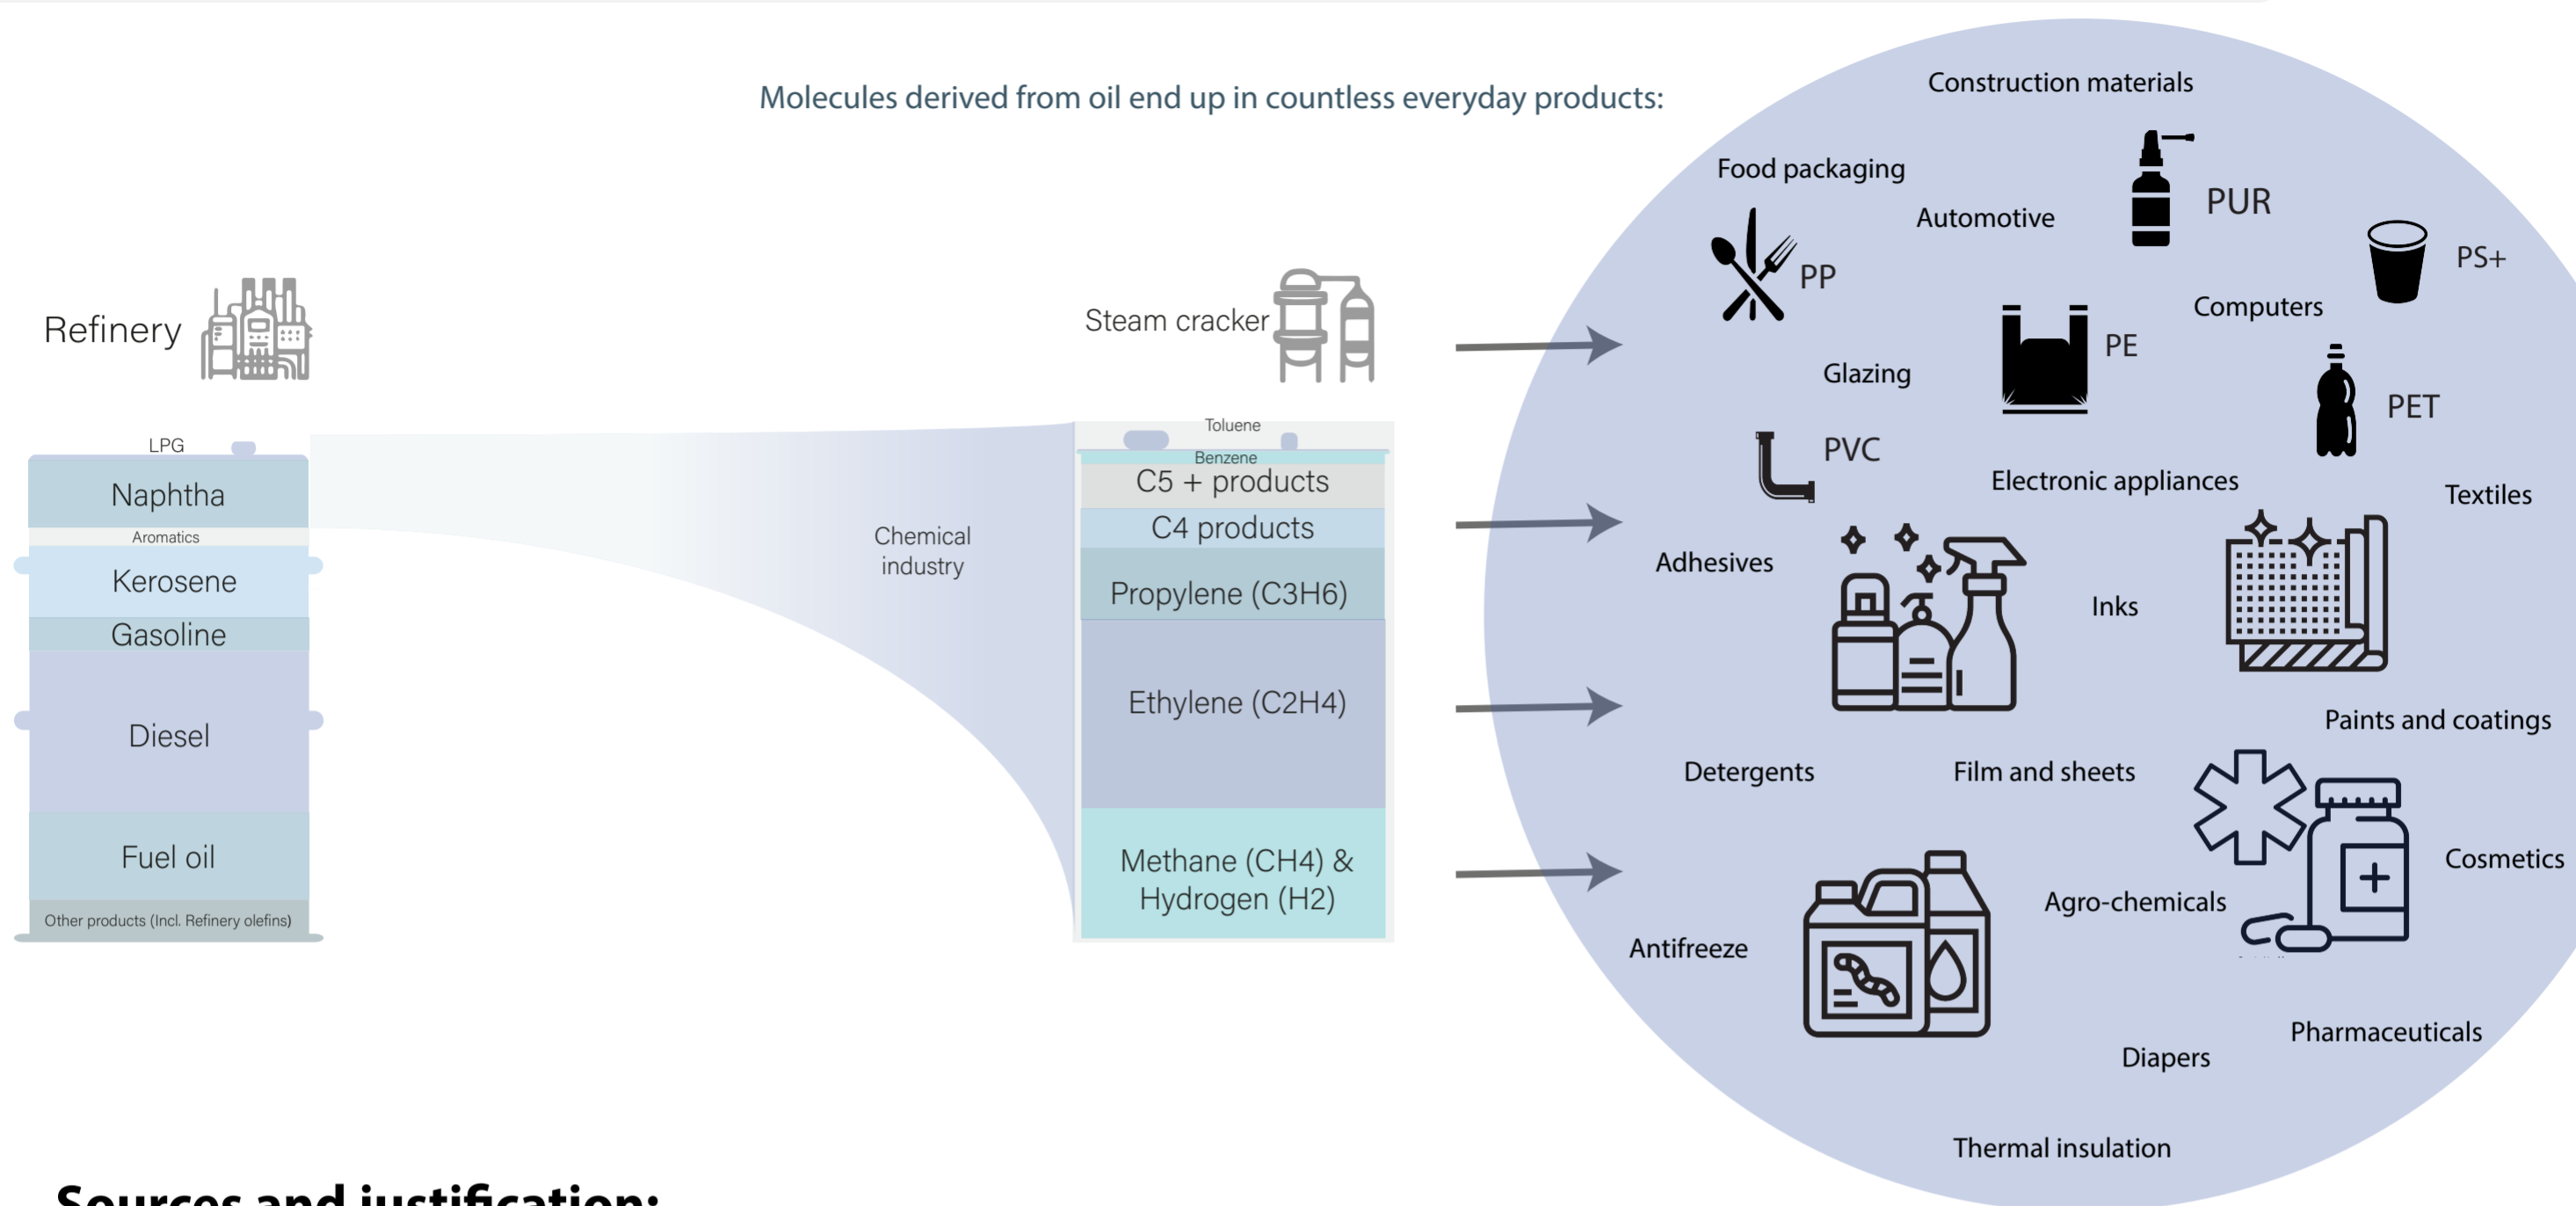 Molecules derived from oil end up in countless everyday products:
Refinery
LPG
Naphtha
Aromatics
Kerosene
Gasoline
Diesel
Fuel oil
Other products (Incl. Refinery olefins)
Chemical
industry
Steam cracker
Toluene
Benzene
C5 + products
C4 products
Propylene (C3H6)
Ethylene (C2H4)
Methane (CH4) &
Hydrogen (H2)
Construction materials
Food packaging
PUR
Automotive
PS+
PP
Computers
PE
Glazing
PET
PVC
Electronic appliances
Textiles
Adhesives
Inks
Paints and coatings
Detergents
Film and sheets
Cosmetics
Agro-chemicals
Antifreeze
Pharmaceuticals
Diapers
Thermal insulation
Sources and justification: